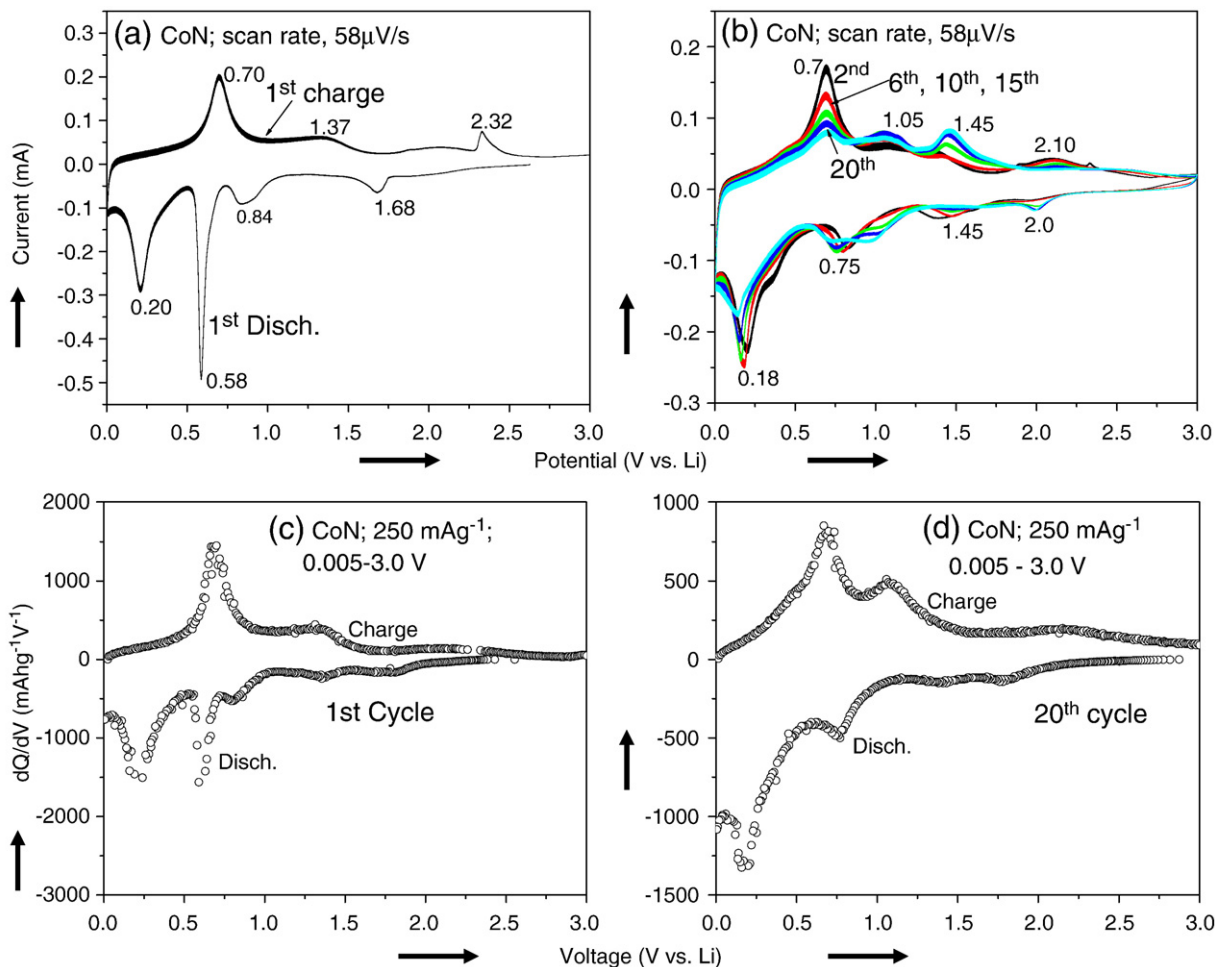 (a) CoN; scan rate, 58µV/s
0.3
0.2
0.1
0.0
-0.1
-0.2
-0.3
-0.4
-0.5
Current (mA)
0.70
1st charge
1.37
2.32
0.84
1.68
0.20
1st Disch.
0.58
0.0 0.5 1.0 1.5 2.0 2.5 3.0
(b) CoN; scan rate, 58µV/s
0.2
0.1
0.0
-0.1
-0.2
-0.3
0.7 2nd
6th, 10th, 15th
1.05
1.45
20th
2.10
1.45
2.0
0.75
0.18
0.0 0.5 1.0 1.5 2.0 2.5 3.0
Potential (V vs. Li)
(c) CoN; 250 mAg-1;
0.005-3.0 V
2000
1000
0
-1000
-2000
-3000
dQ/dV (mAhg-1V-1)
Charge
1st Cycle
Disch.
0.0 0.5 1.0 1.5 2.0 2.5 3.0
(d) CoN; 250 mAg-1
0.005 - 3.0 V
1000
500
0
-500
-1000
-1500
Charge
20th cycle
Disch.
0.0 0.5 1.0 1.5 2.0 2.5 3.0
Voltage (V vs. Li)